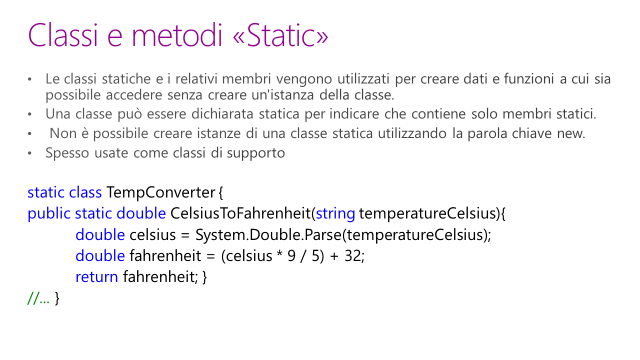 Classi e metodi «Static»
• Le classi statiche e i relativi membri vengono utilizzati per creare dati e funzioni a cui sia
possibile accedere senza creare un'istanza della classe.
• Una classe può essere dichiarata statica per indicare che contiene solo membri statici.
• Non è possibile creare istanze di una classe statica utilizzando la parola chiave new.
• Spesso usate come classi di supporto
static class TempConverter {
public static double CelsiusToFahrenheit(string temperatureCelsius){
double celsius = System.Double.Parse(temperatureCelsius);
double fahrenheit = (celsius * 9 / 5) + 32;
return fahrenheit; }
//... }